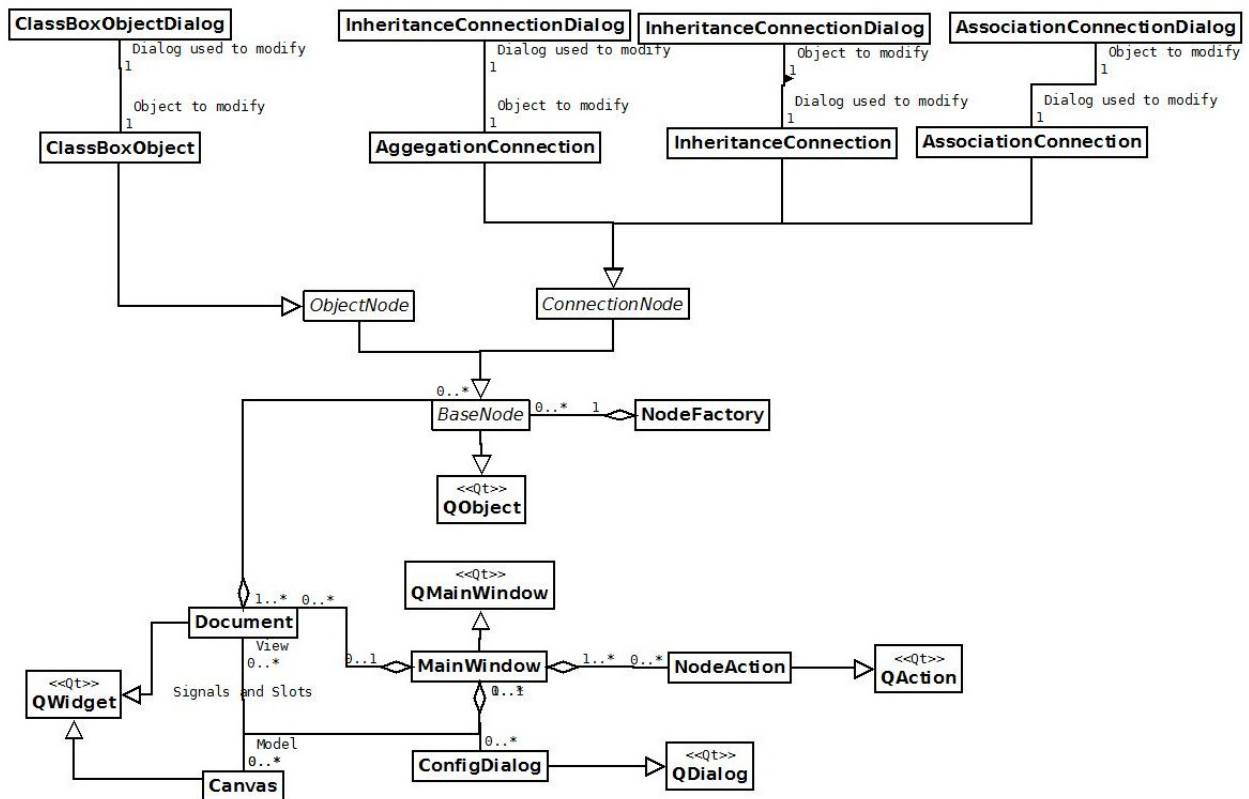 ClassBoxObjectDialog
InheritanceConnectionDialog
InheritanceConnectionDialog
AssociationConnectionDialog
Dialog used to modify
1
Dialog used to modify
1
Object to modify
1
Object to modify
1
Object to modify
1
Object to modify
1
Dialog used to modify
1
Dialog used to modify
1
ClassBoxObject
AggegationConnection
InheritanceConnection
AssociationConnection
ObjectNode
ConnectionNode
0..*
BaseNode
0..* 1
NodeFactory
<<Qt>>
QObject
<<Qt>>
QMainWindow
1..* 0..*
Document
View
0..*
0..1
MainWindow
1..* 0..*
NodeAction
<<Qt>>
QAction
<<Qt>>
QWidget
Signals and Slots
Model
0..*
0..*
ConfigDialog
<<Qt>>
QDialog
Canvas